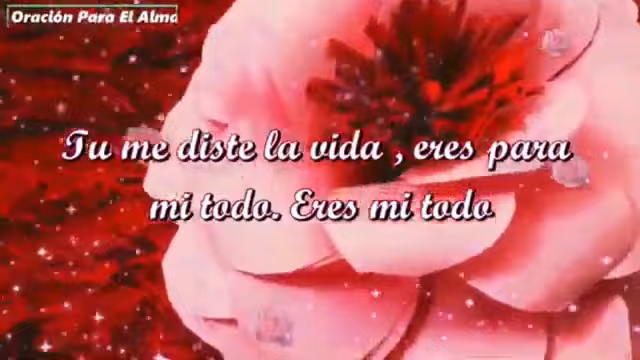 Oración Para El Alma
Tu me diste la vida , eres para
mi todo. Eres mi todo